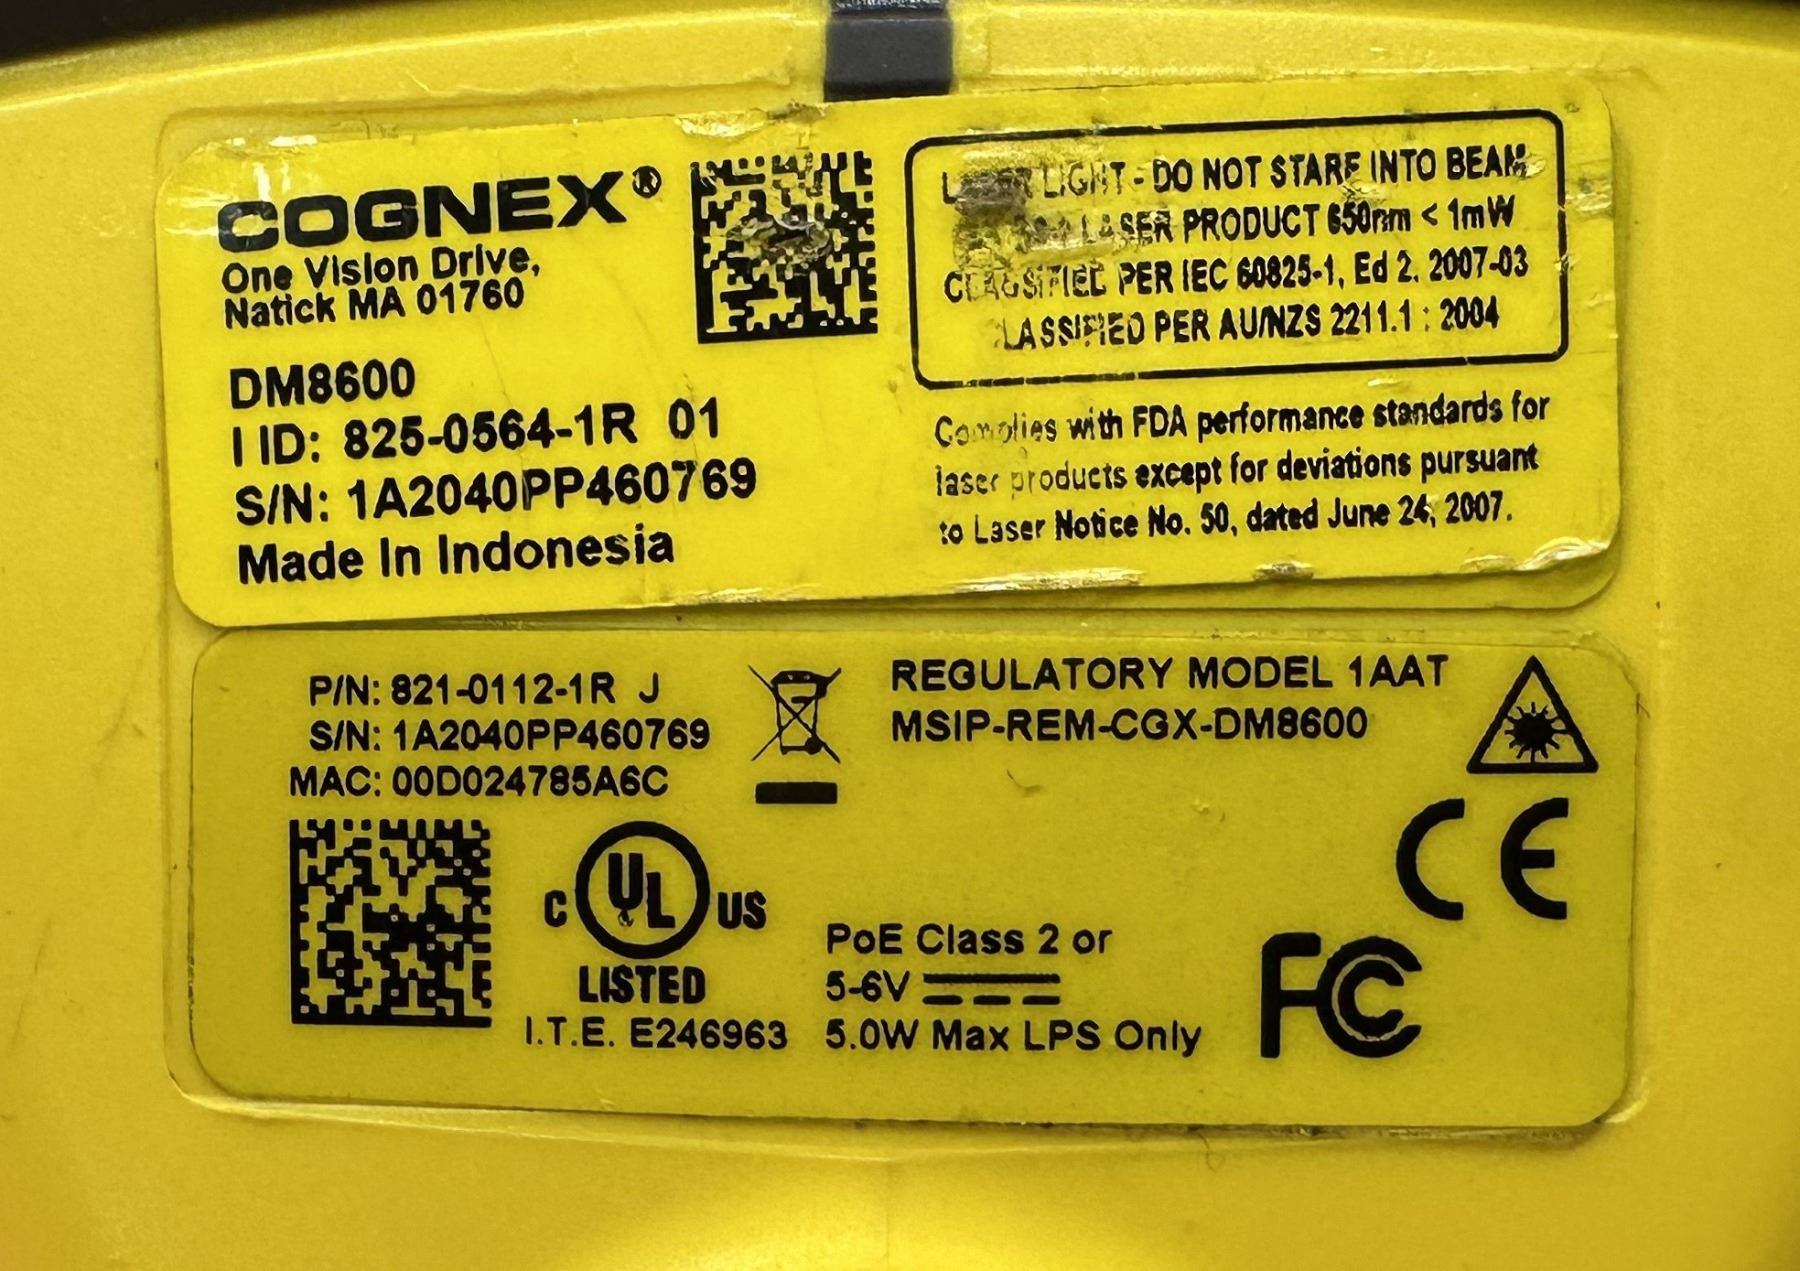 COGNEX®
One Vision Drive,
Natick MA 01760
DM8600
I ID: 825-0564-1R 01
S/N: 1A2040PP460769
Made In Indonesia
LIGHT - DO NOT STARE INTO BEAM
LASER PRODUCT 650nm < 1mW
CLASSIFIED PER IEC 60825-1, Ed 2. 2007-03
CLASSIFIED PER AU/NZS 2211.1 : 2004
Complies with FDA performance standards for
laser products except for deviations pursuant
to Laser Notice No. 50, dated June 24, 2007.
P/N: 821-0112-1R J
S/N: 1A2040PP460769
MAC: 00D024785A6C
C UL US
LISTED
I.T.E. E246963
REGULATORY MODEL 1AAT
MSIP-REM-CGX-DM8600
PoE Class 2 or
5-6V
5.0W Max LPS Only
CE
FC